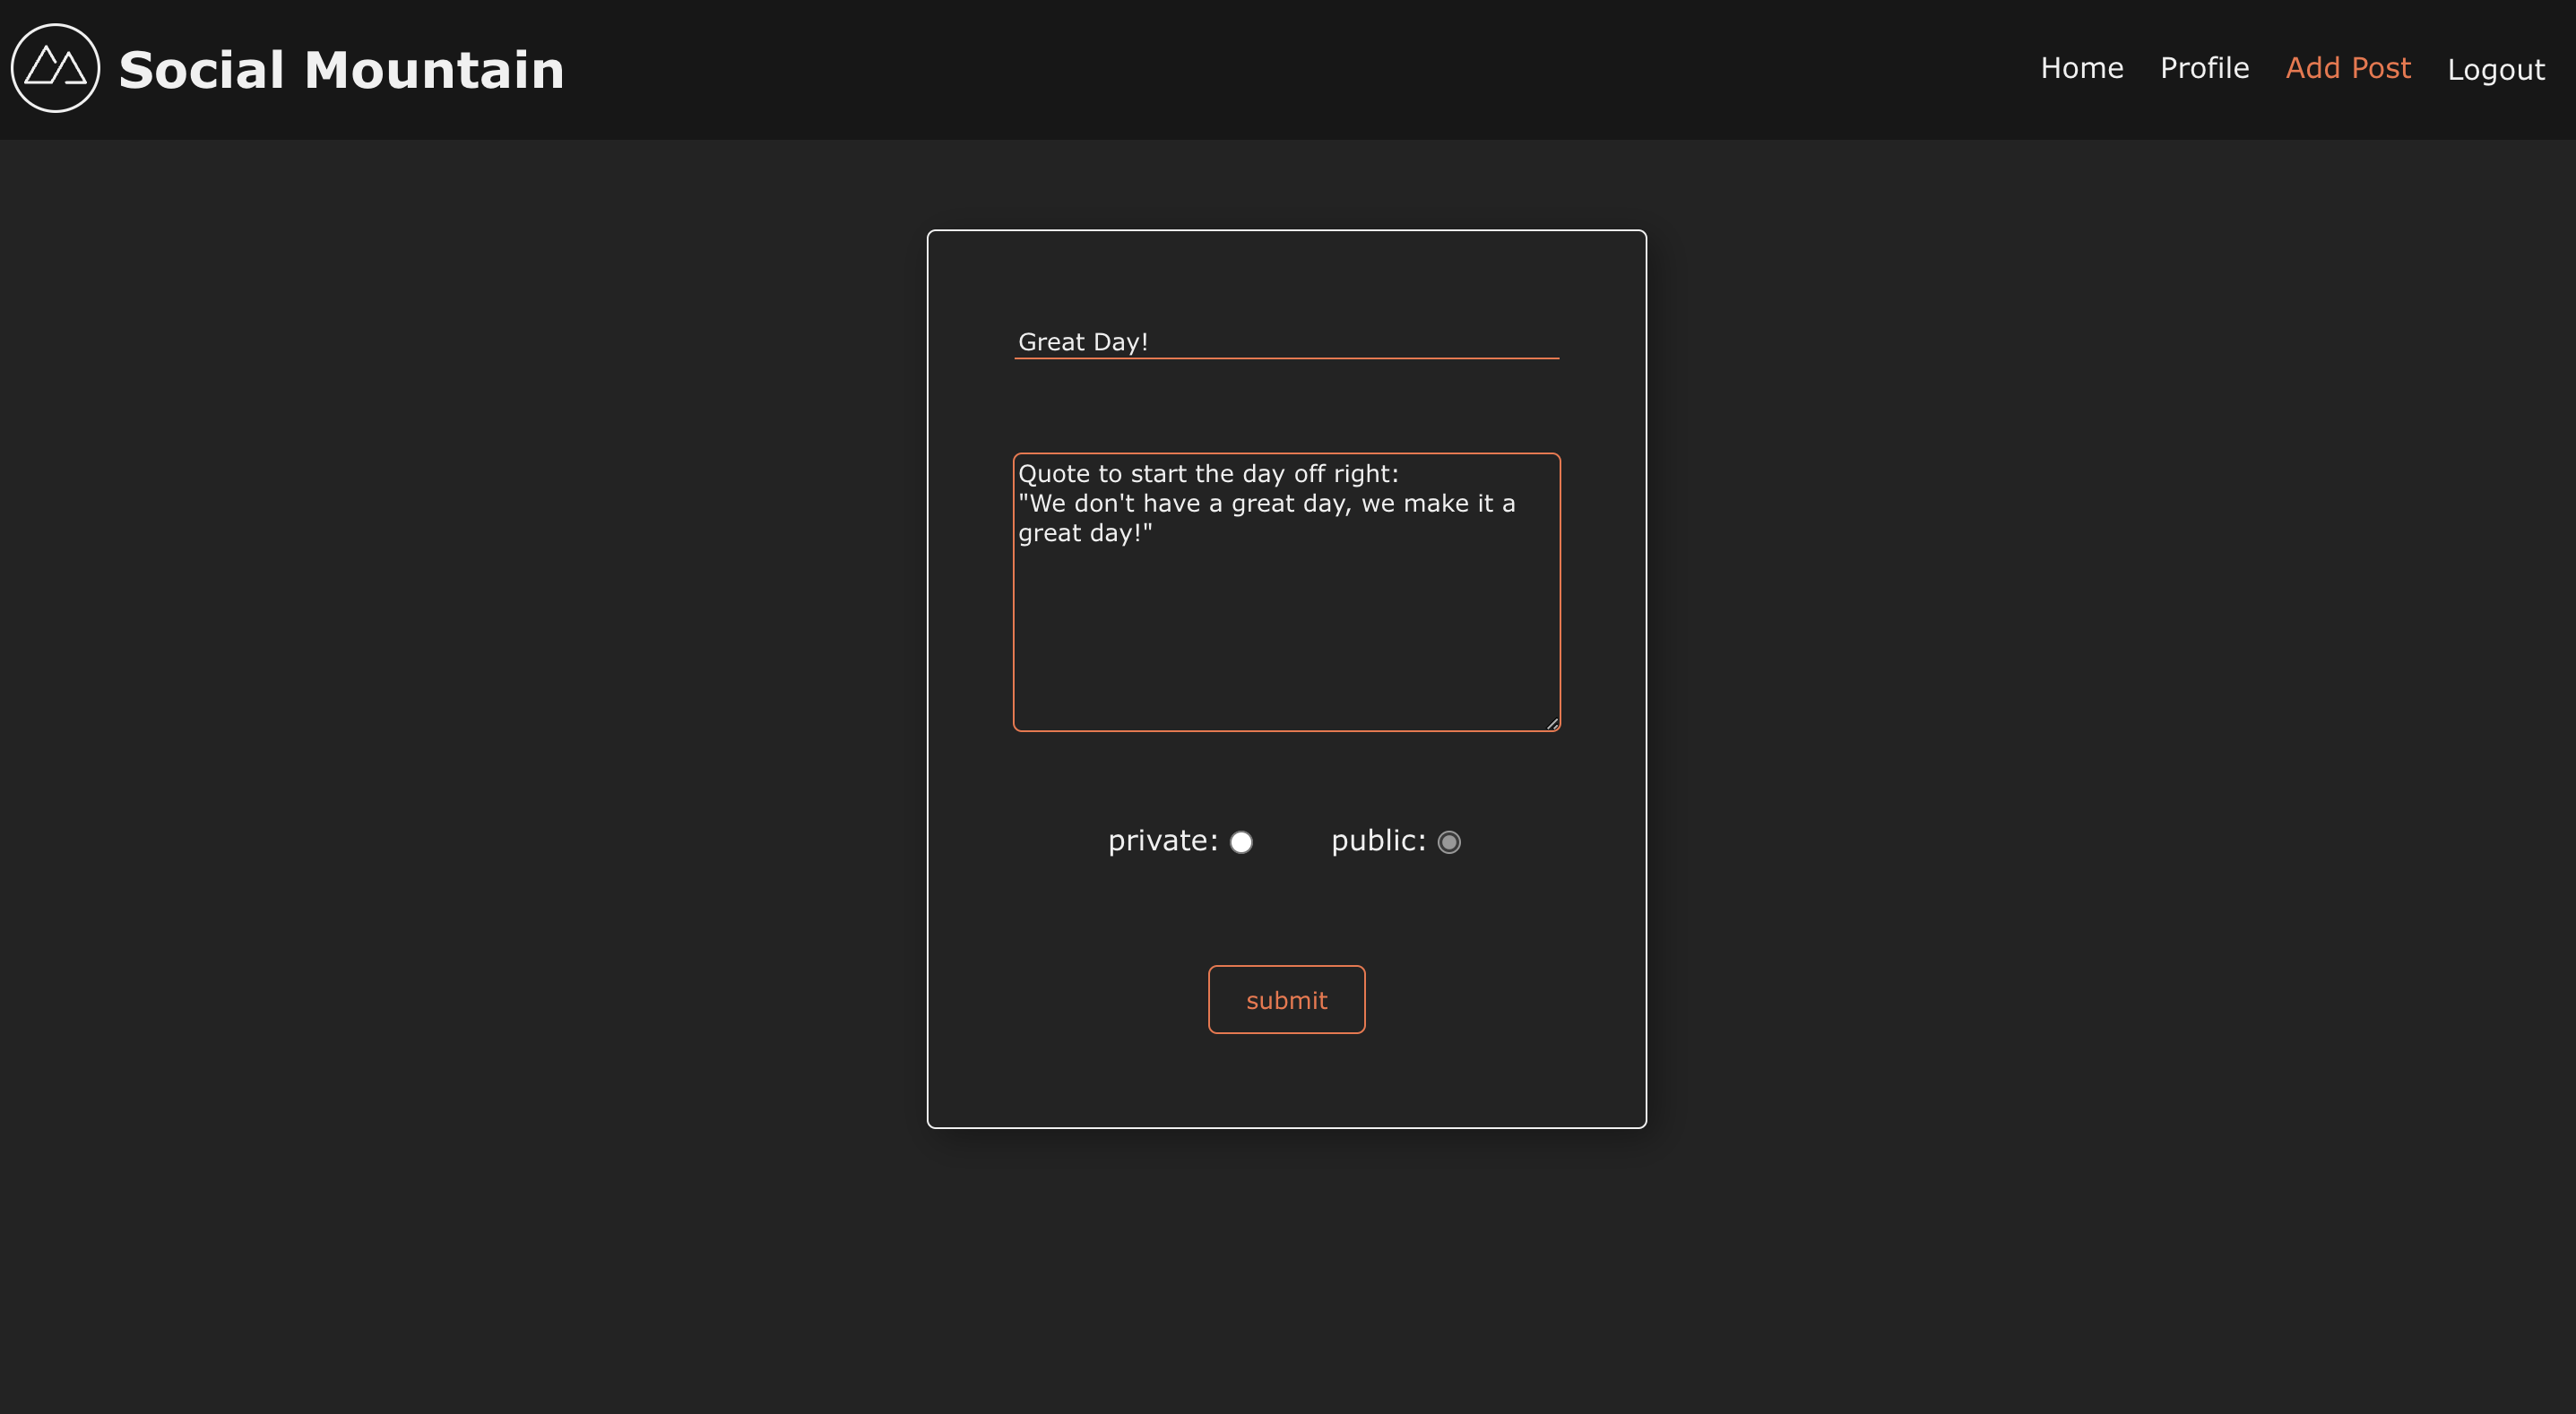 Social Mountain
Home Profile Add Post Logout
Great Day!
Quote to start the day off right:
"We don't have a great day, we make it a
great day!"
private: public:
submit